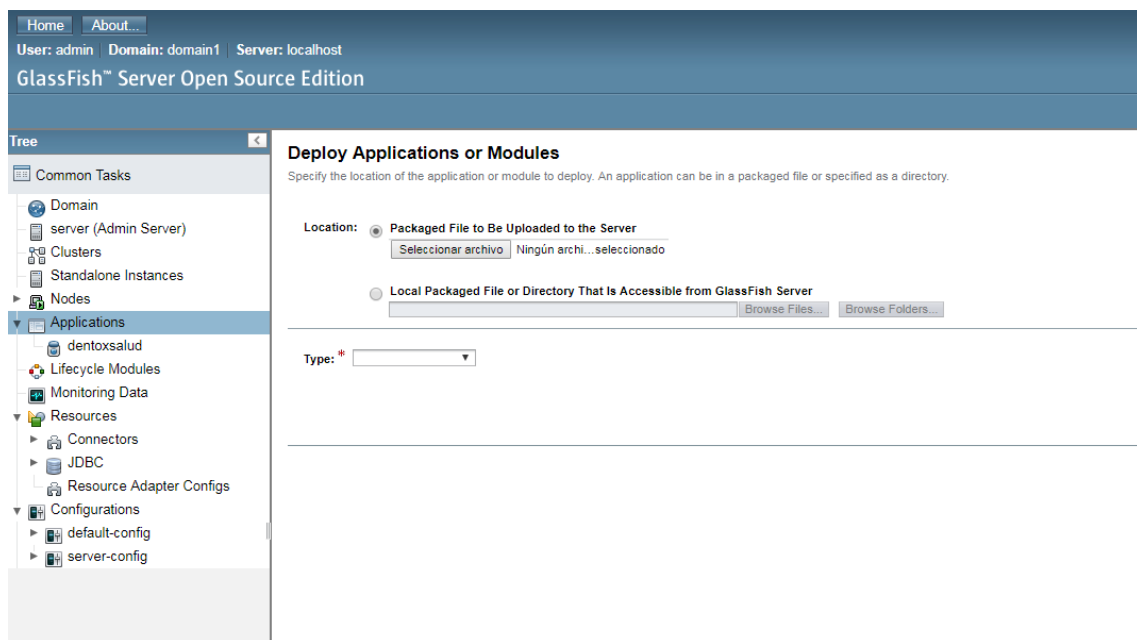 Home About...
User: admin Domain: domain1 Server: localhost
GlassFish™ Server Open Source Edition
Tree
Common Tasks
Domain
server (Admin Server)
Clusters
Standalone Instances
Nodes
Applications
dentoxsalud
Lifecycle Modules
Monitoring Data
Resources
Connectors
JDBC
Resource Adapter Configs
Configurations
default-config
server-config
Deploy Applications or Modules
Specify the location of the application or module to deploy. An application can be in a packaged file or specified as a directory.
Location: Packaged File to Be Uploaded to the Server
Seleccionar archivo Ningún archi...seleccionado
Local Packaged File or Directory That Is Accessible from GlassFish Server
Browse Files... Browse Folders...
Type: *